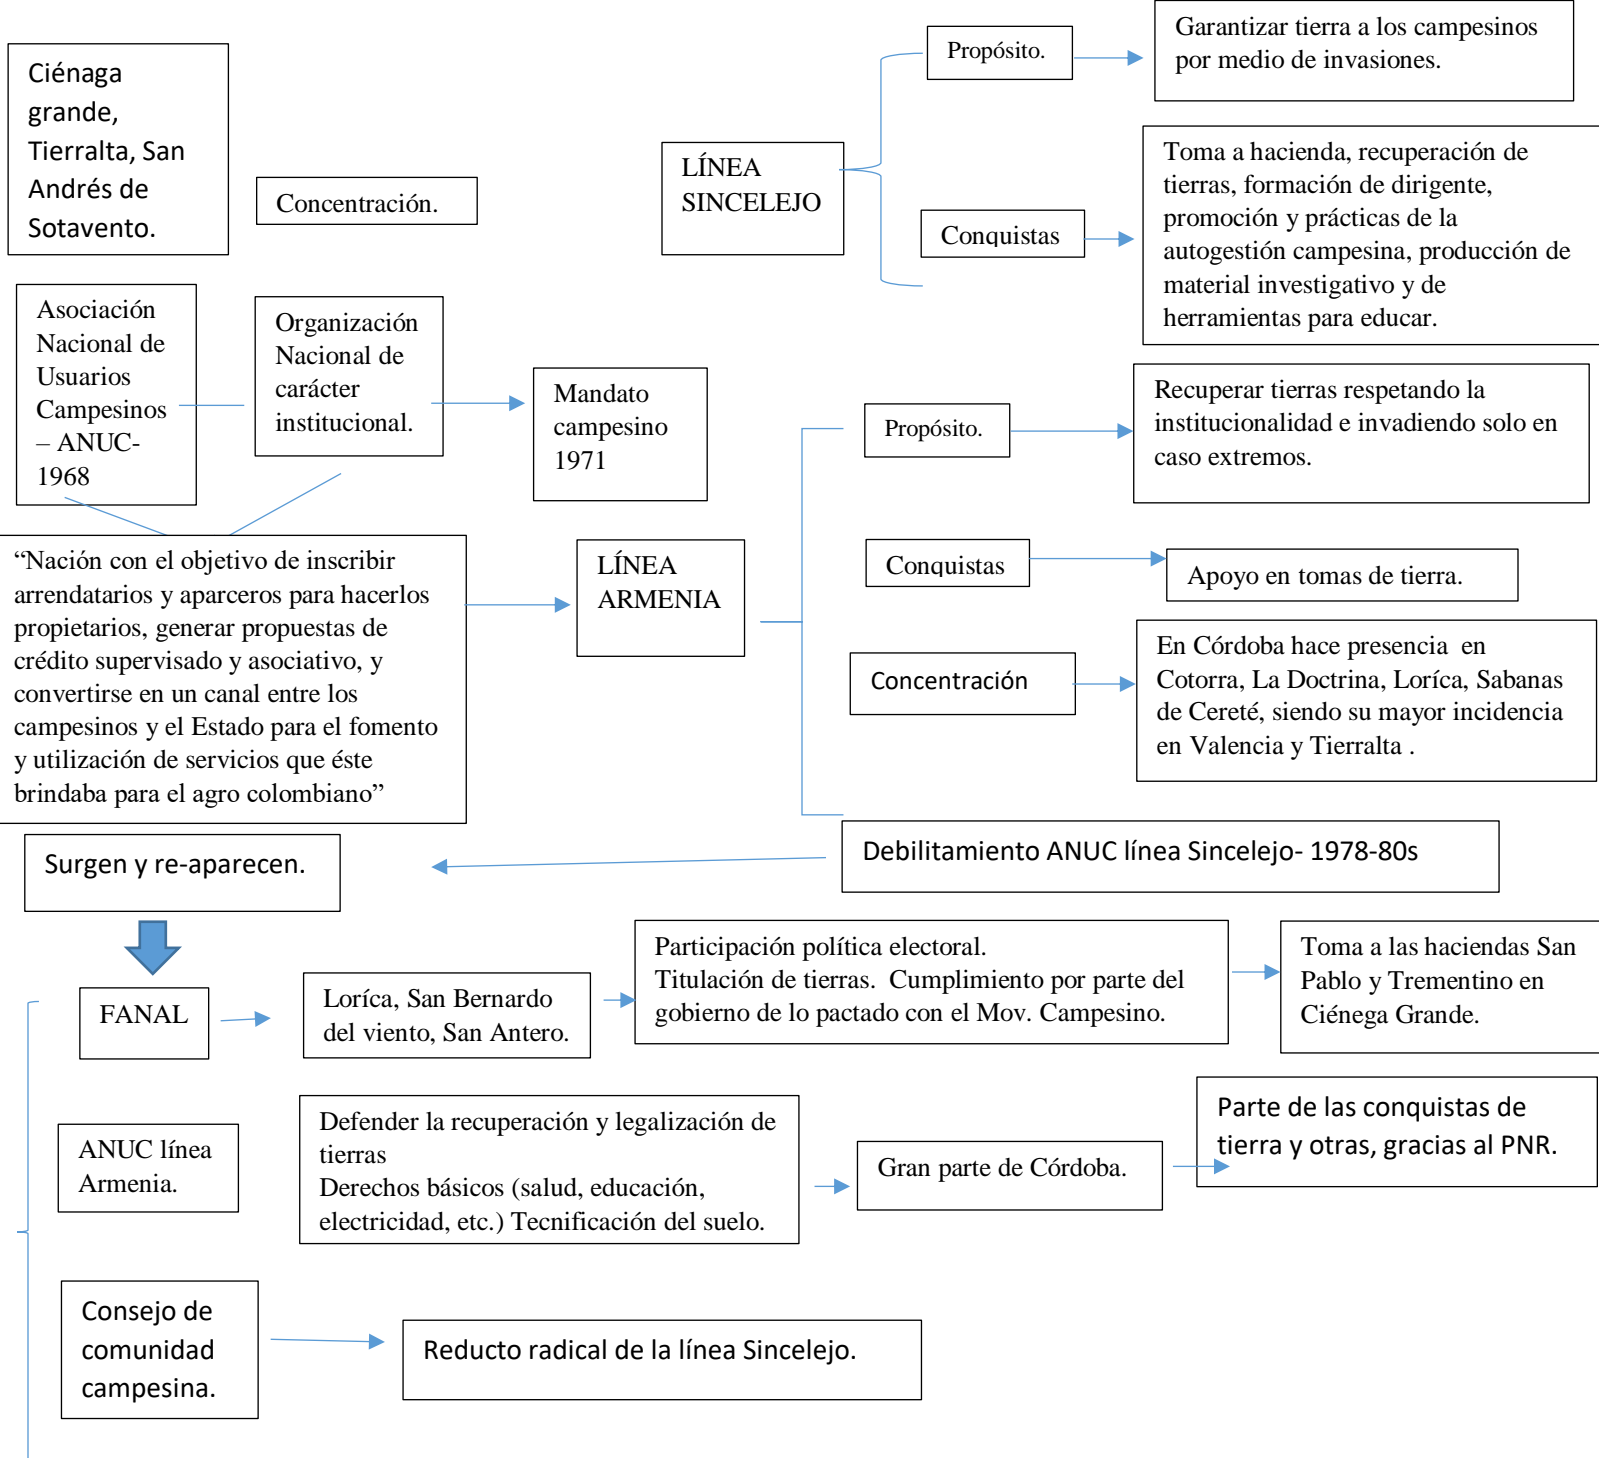 Ciénaga
grande,
Tierralta, San
Andrés de
Sotavento.
Concentración.
LÍNEA
SINCELEJO
Propósito.
Garantizar tierra a los campesinos
por medio de invasiones.
Conquistas
Toma a hacienda, recuperación de
tierras, formación de dirigente,
promoción y prácticas de la
autogestión campesina, producción de
material investigativo y de
herramientas para educar.
Asociación
Nacional de
Usuarios
Campesinos
– ANUC-
1968
Organización
Nacional de
carácter
institucional.
Mandato
campesino
1971
“Nación con el objetivo de inscribir
arrendatarios y aparceros para hacerlos
propietarios, generar propuestas de
crédito supervisado y asociativo, y
convertirse en un canal entre los
campesinos y el Estado para el fomento
y utilización de servicios que éste
brindaba para el agro colombiano”
LÍNEA
ARMENIA
Propósito.
Recuperar tierras respetando la
institucionalidad e invadiendo solo en
caso extremos.
Conquistas
Apoyo en tomas de tierra.
Concentración
En Córdoba hace presencia  en
Cotorra, La Doctrina, Loríca, Sabanas
de Cereté, siendo su mayor incidencia
en Valencia y Tierralta .
Debilitamiento ANUC línea Sincelejo- 1978-80s
Surgen y re-aparecen.
FANAL
Loríca, San Bernardo
del viento, San Antero.
Participación política electoral.
Titulación de tierras.  Cumplimiento por parte del
gobierno de lo pactado con el Mov. Campesino.
Toma a las haciendas San
Pablo y Trementino en
Ciénega Grande.
ANUC línea
Armenia.
Defender la recuperación y legalización de
tierras
Derechos básicos (salud, educación,
electricidad, etc.) Tecnificación del suelo.
Gran parte de Córdoba.
Parte de las conquistas de
tierra y otras, gracias al PNR.
Consejo de
comunidad
campesina.
Reducto radical de la línea Sincelejo.